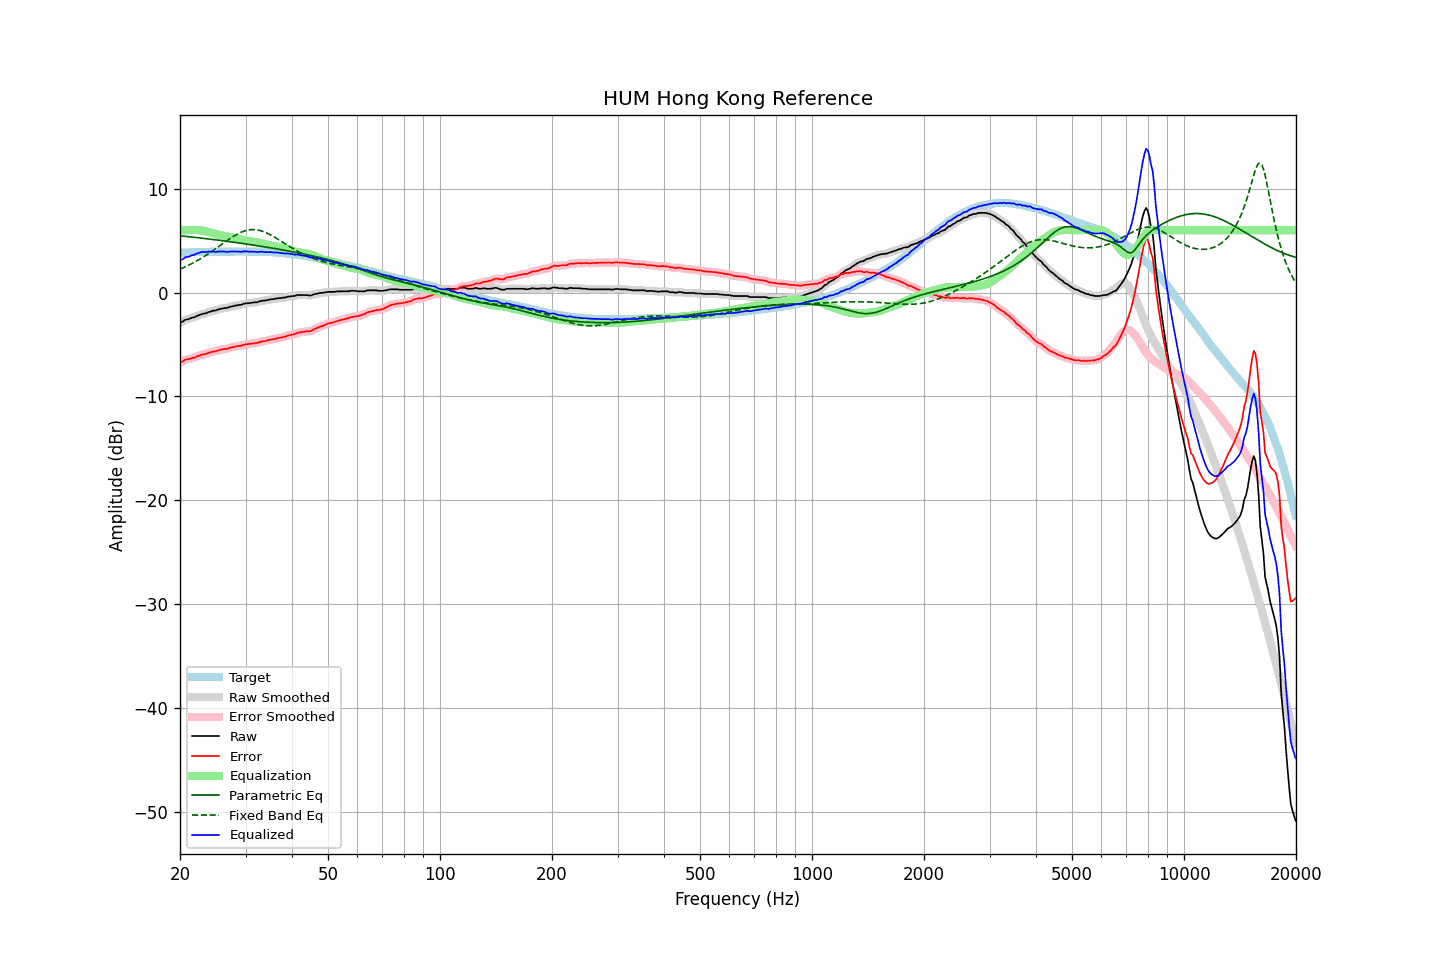 HUM Hong Kong Reference
Amplitude (dBr)
10
0
−10
−20
−30
−40
−50
Target
Raw Smoothed
Error Smoothed
Raw
Error
Equalization
Parametric Eq
Fixed Band Eq
Equalized
20 50 100 200 500 1000 2000 5000 10000 20000
Frequency (Hz)